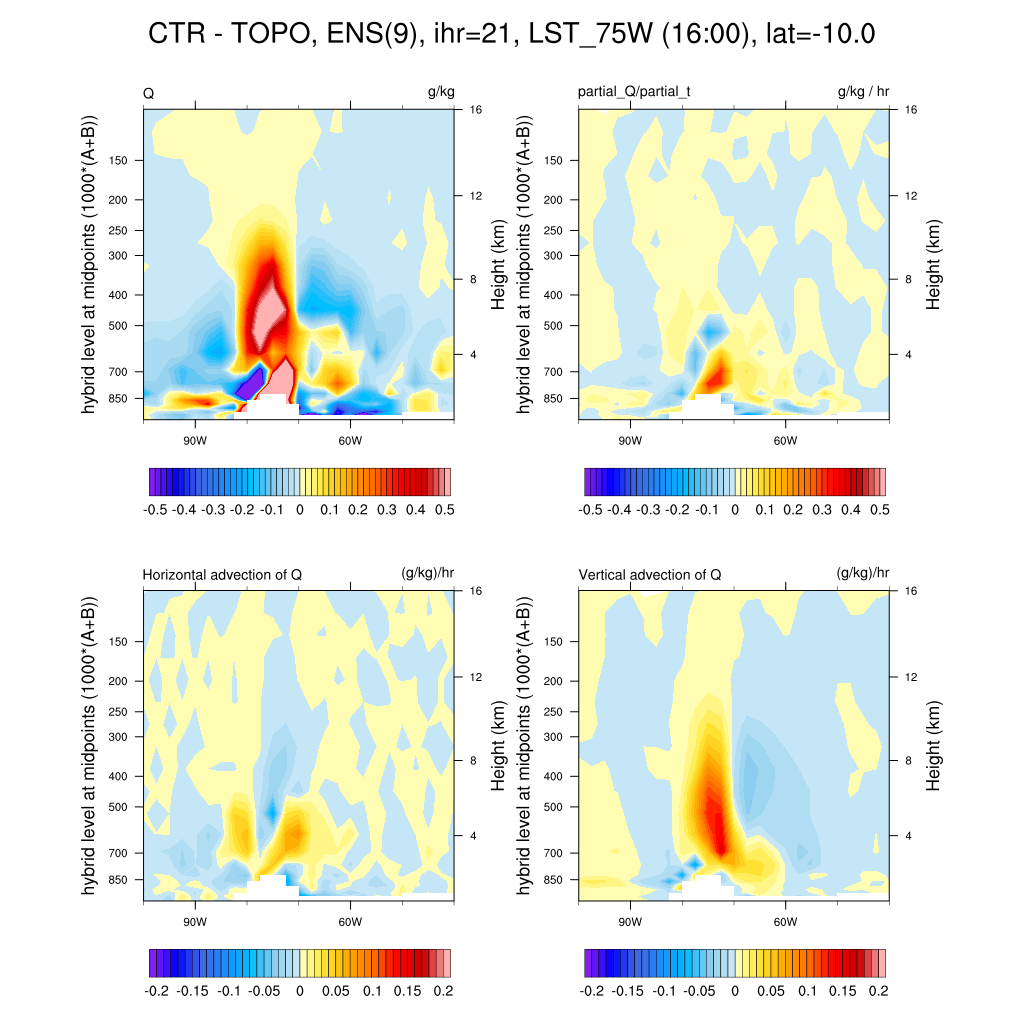 CTR - TOPO, ENS(9), ihr=21, LST_75W (16:00), lat=-10.0
Q g/kg
hybrid level at midpoints (1000*(A+B))
150
200
250
300
400
500
700
850
16
12
8
4
Height (km)
90W 60W
-0.5 -0.4 -0.3 -0.2 -0.1 0 0.1 0.2 0.3 0.4 0.5
partial_Q/partial_t g/kg / hr
hybrid level at midpoints (1000*(A+B))
150
200
250
300
400
500
700
850
16
12
8
4
Height (km)
90W 60W
-0.5 -0.4 -0.3 -0.2 -0.1 0 0.1 0.2 0.3 0.4 0.5
Horizontal advection of Q (g/kg)/hr
hybrid level at midpoints (1000*(A+B))
150
200
250
300
400
500
700
850
16
12
8
4
Height (km)
90W 60W
-0.2 -0.15 -0.1 -0.05 0 0.05 0.1 0.15 0.2
Vertical advection of Q (g/kg)/hr
hybrid level at midpoints (1000*(A+B))
150
200
250
300
400
500
700
850
16
12
8
4
Height (km)
90W 60W
-0.2 -0.15 -0.1 -0.05 0 0.05 0.1 0.15 0.2